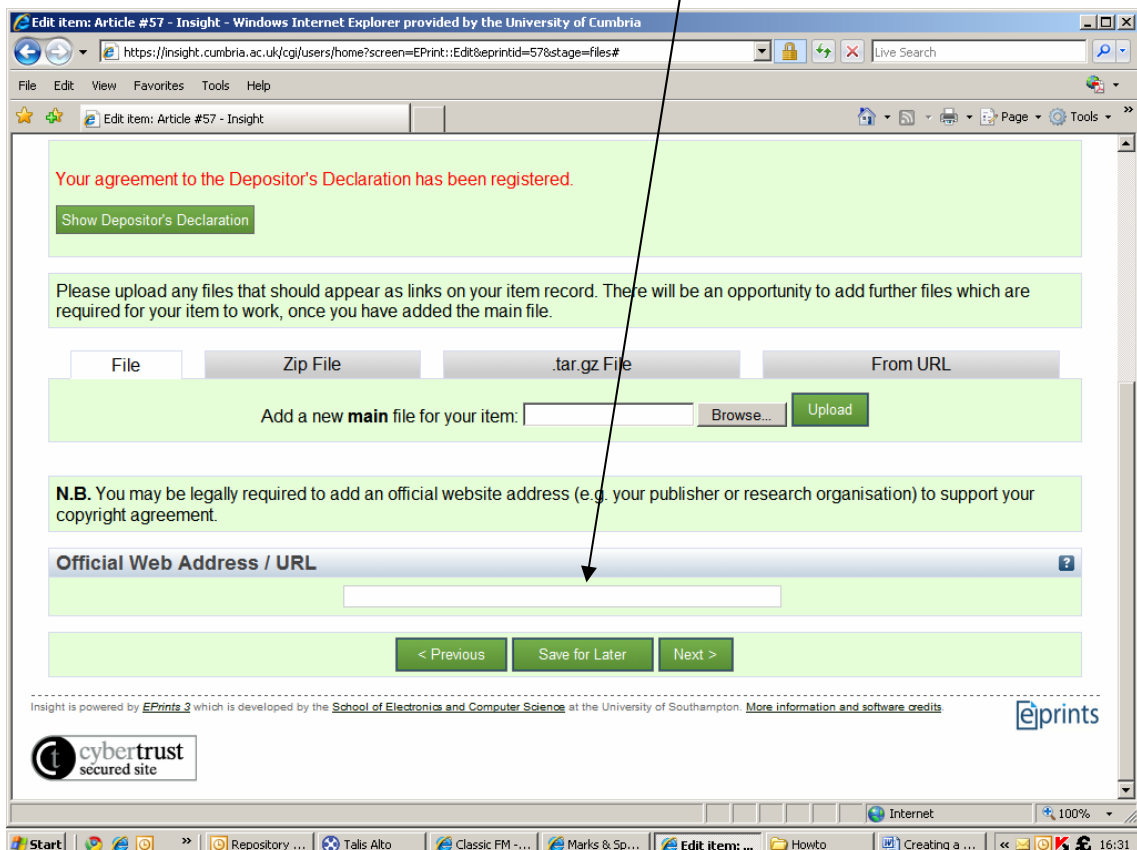 Edit item: Article #57 - Insight - Windows Internet Explorer provided by the University of Cumbria
https://insight.cumbria.ac.uk/cgi/users/home?screen=EPrint::Edit&eprintid=57&stage=files#
Live Search
File Edit View Favorites Tools Help
Edit item: Article #57 - Insight
Page Tools »
Your agreement to the Depositor's Declaration has been registered.
Show Depositor's Declaration
Please upload any files that should appear as links on your item record. There will be an opportunity to add further files which are
required for your item to work, once you have added the main file.
File Zip File .tar.gz File From URL
Add a new main file for your item: Browse... Upload
N.B. You may be legally required to add an official website address (e.g. your publisher or research organisation) to support your
copyright agreement.
Official Web Address / URL ?
< Previous Save for Later Next >
Insight is powered by EPrints 3 which is developed by the School of Electronics and Computer Science at the University of Southampton. More information and software credits.
eprints
t cybertrust
secured site
Internet 100%
Start » Repository ... Talis Alto Classic FM -... Marks & Sp... Edit item: ... Howto Creating a ... « 16:31